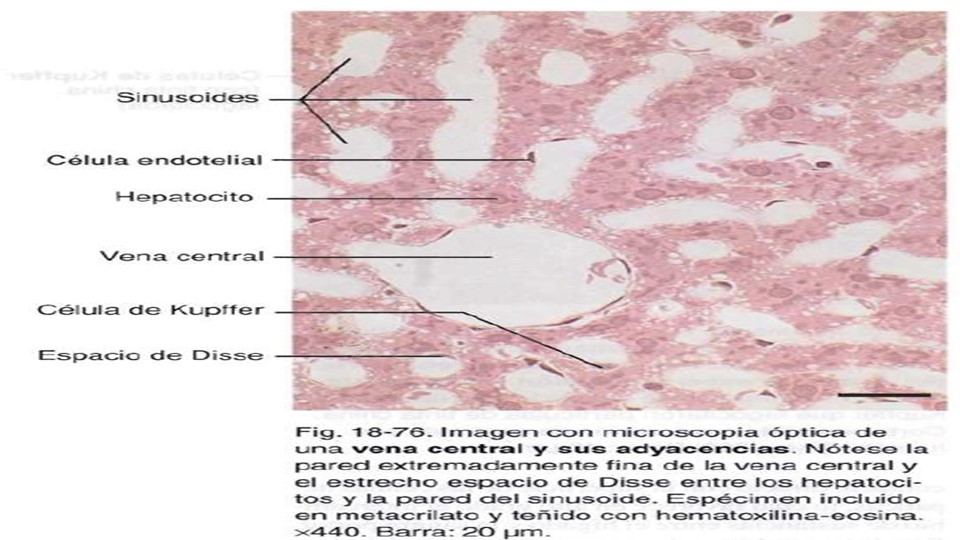 Sinusoides
Célula endotelial
Hepatocito
Vena central
Célula de Kupffer
Espacio de Disse
Fig. 18-76. Imagen con microscopia óptica de
una vena central y sus adyacencias. Nótese la
pared extremadamente fina de la vena central y
el estrecho espacio de Disse entre los hepatoci-
tos y la pared del sinusoide. Espécimen incluido
en metacrilato y teñido con hematoxilina-eosina.
×440. Barra: 20 µm.